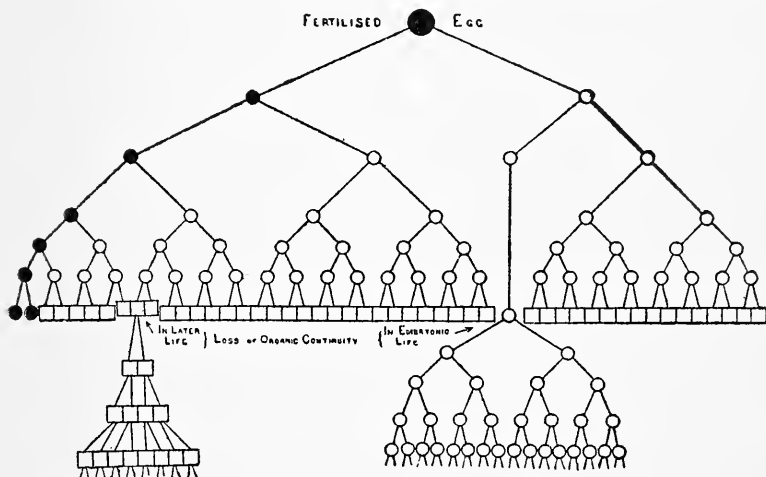 FERTILISED EGG
IN LATER LIFE } LOSS OF ORGANIC CONTINUITY { IN EMBRYONIC LIFE